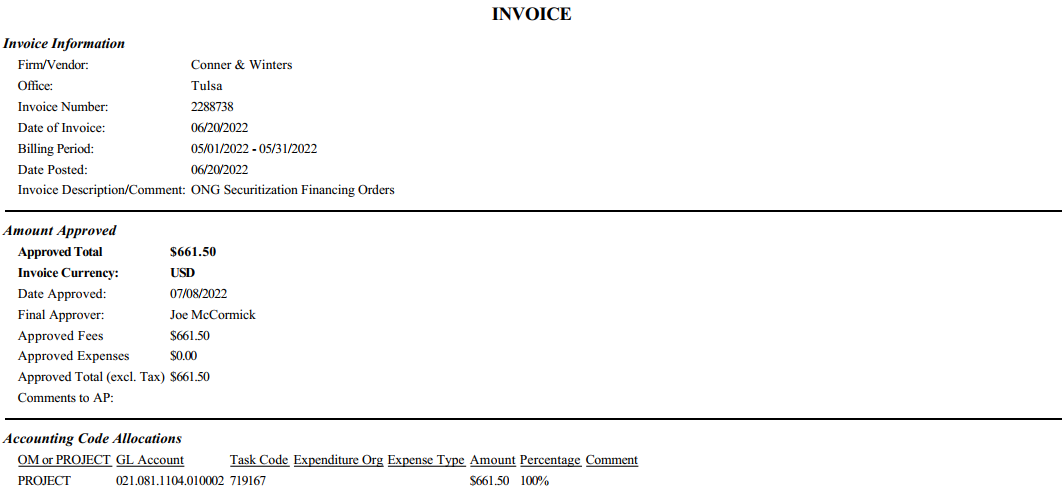 INVOICE
Invoice Information
Firm/Vendor: Conner & Winters
Office: Tulsa
Invoice Number: 2288738
Date of Invoice: 06/20/2022
Billing Period: 05/01/2022 - 05/31/2022
Date Posted: 06/20/2022
Invoice Description/Comment: ONG Securitization Financing Orders
Amount Approved
Approved Total $661.50
Invoice Currency: USD
Date Approved: 07/08/2022
Final Approver: Joe McCormick
Approved Fees $661.50
Approved Expenses $0.00
Approved Total (excl. Tax) $661.50
Comments to AP:
Accounting Code Allocations
OM or PROJECT GL Account Task Code Expenditure Org Expense Type Amount Percentage Comment
PROJECT 021.081.1104.010002 719167 $661.50 100%